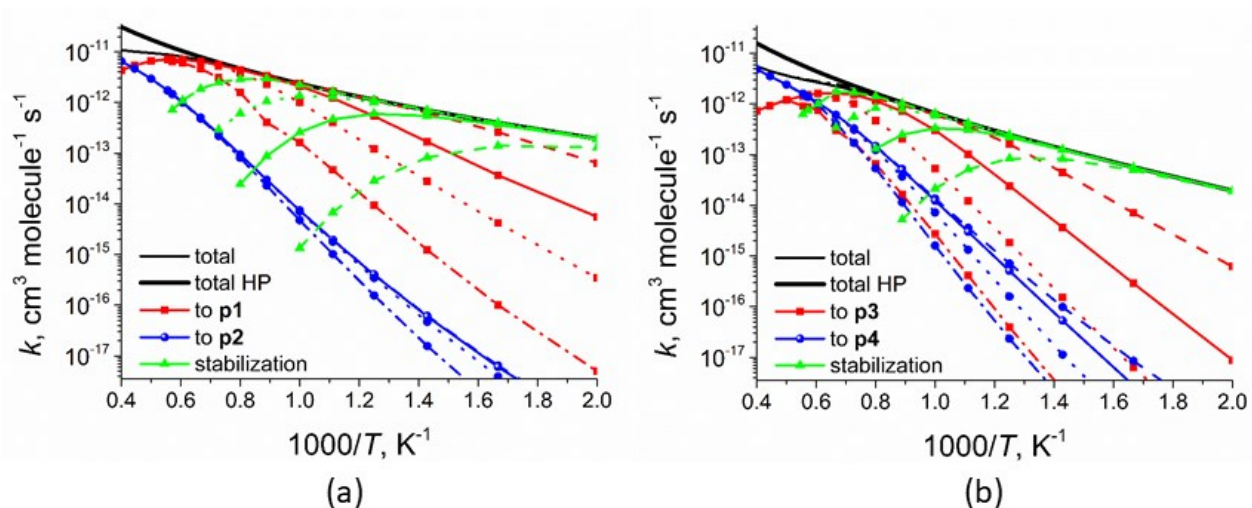 10⁻¹¹
10⁻¹²
10⁻¹³
10⁻¹⁴
10⁻¹⁵
10⁻¹⁶
10⁻¹⁷
k, cm³ molecule⁻¹ s⁻¹
total
total HP
to p1
to p2
stabilization
0.4 0.6 0.8 1.0 1.2 1.4 1.6 1.8 2.0
1000/T, K⁻¹
(a)
10⁻¹¹
10⁻¹²
10⁻¹³
10⁻¹⁴
10⁻¹⁵
10⁻¹⁶
10⁻¹⁷
k, cm³ molecule⁻¹ s⁻¹
total
total HP
to p3
to p4
stabilization
0.4 0.6 0.8 1.0 1.2 1.4 1.6 1.8 2.0
1000/T, K⁻¹
(b)